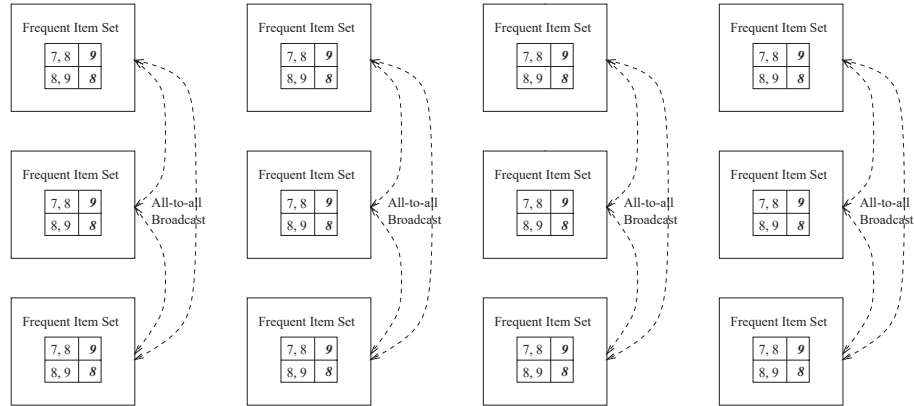 Frequent Item Set Frequent Item Set Frequent Item Set Frequent Item Set
7, 8 9 7, 8 9 7, 8 9 7, 8 9
8, 9 8 8, 9 8 8, 9 8 8, 9 8
Frequent Item Set Frequent Item Set Frequent Item Set Frequent Item Set
All-to-all All-to-all All-to-all All-to-all
7, 8 9 7, 8 9 7, 8 9 7, 8 9
Broadcast Broadcast Broadcast Broadcast
8, 9 8 8, 9 8 8, 9 8 8, 9 8
Frequent Item Set Frequent Item Set Frequent Item Set Frequent Item Set
7, 8 9 7, 8 9 7, 8 9 7, 8 9
8, 9 8 8, 9 8 8, 9 8 8, 9 8